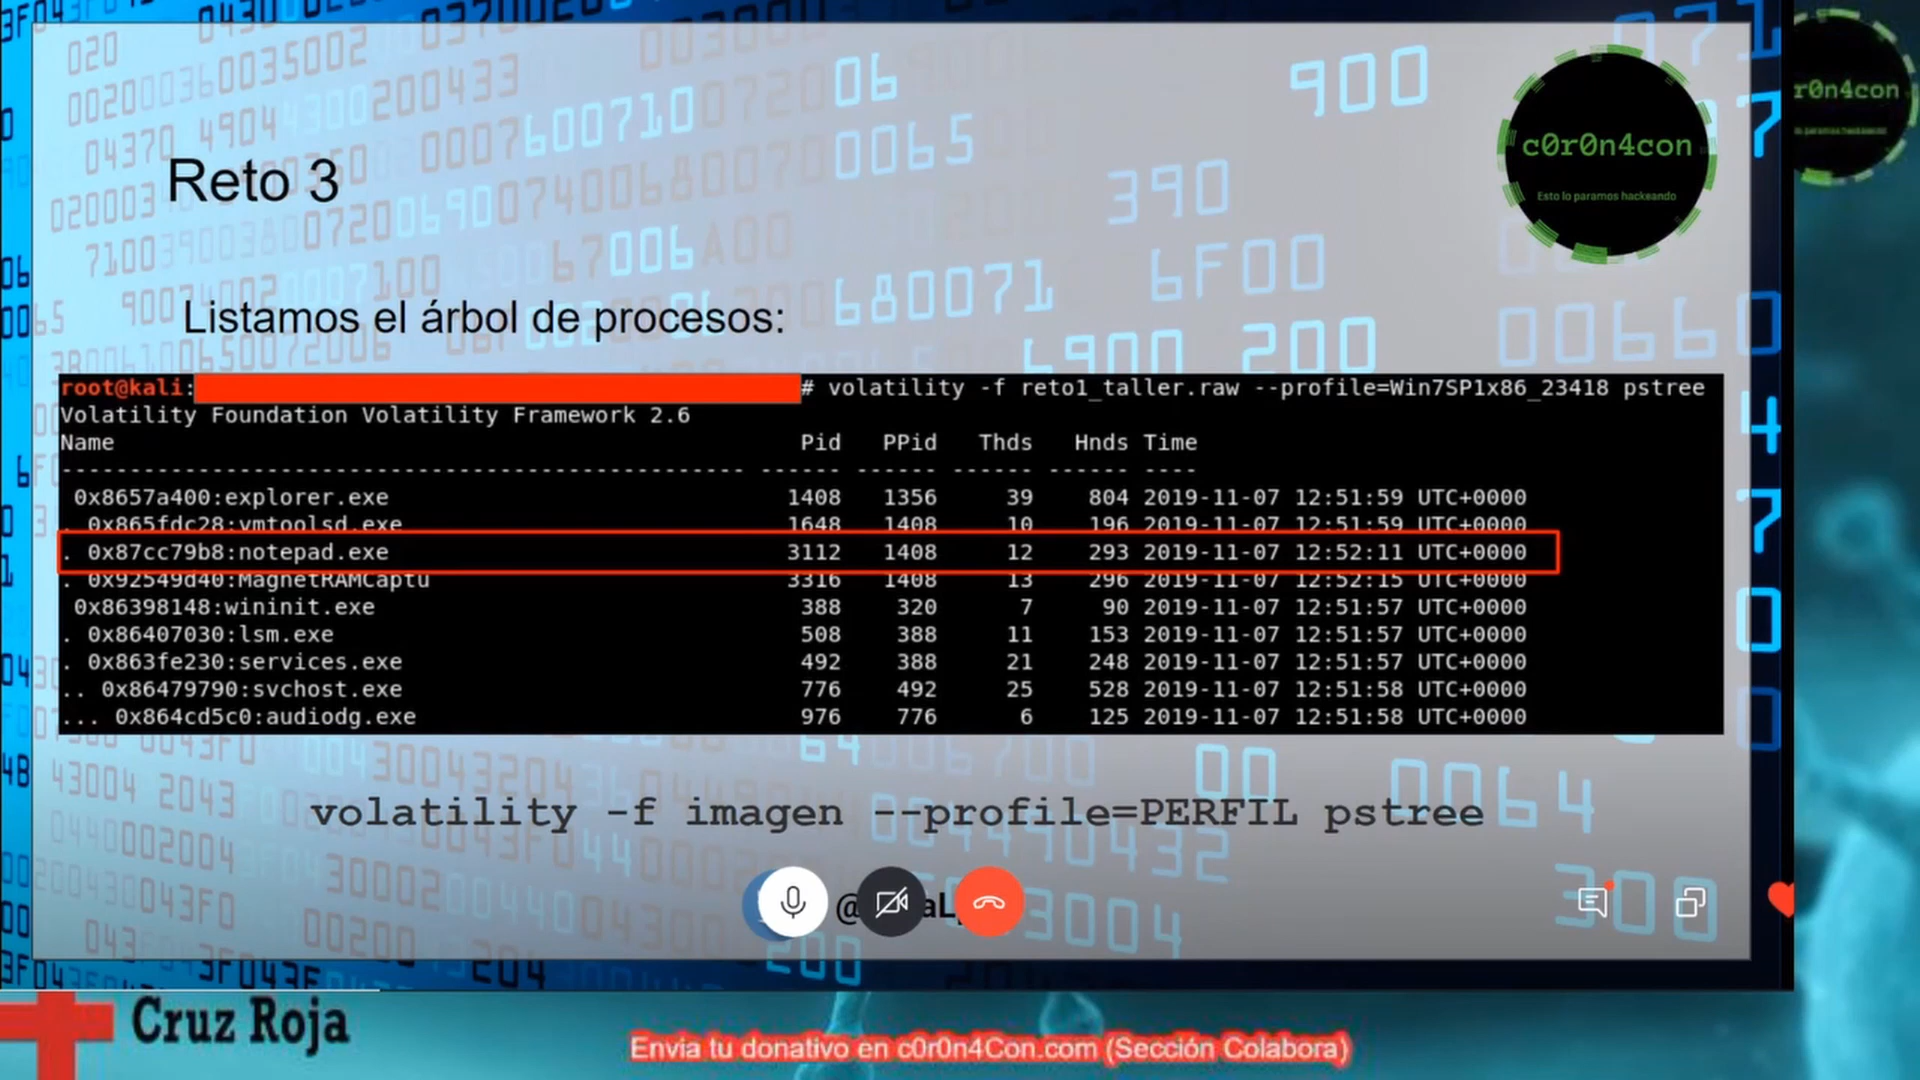 Reto 3
c0r0n4con
Esto lo paramos hackeando
r0n4con
Listamos el árbol de procesos:
root@kali: # volatility -f reto1_taller.raw --profile=Win7SP1x86_23418 pstree
Volatility Foundation Volatility Framework 2.6
Name Pid PPid Thds Hnds Time
-------------------------------------------------- ------ ------ ------ ------ ----
0x8657a400:explorer.exe 1408 1356 39 804 2019-11-07 12:51:59 UTC+0000
. 0x865fdc28:vmtoolsd.exe 1648 1408 10 196 2019-11-07 12:51:59 UTC+0000
. 0x87cc79b8:notepad.exe 3112 1408 12 293 2019-11-07 12:52:11 UTC+0000
. 0x92549d40:MagnetRAMCaptu 3316 1408 13 296 2019-11-07 12:52:15 UTC+0000
0x86398148:wininit.exe 388 320 7 90 2019-11-07 12:51:57 UTC+0000
. 0x86407030:lsm.exe 508 388 11 153 2019-11-07 12:51:57 UTC+0000
. 0x863fe230:services.exe 492 388 21 248 2019-11-07 12:51:57 UTC+0000
.. 0x86479790:svchost.exe 776 492 25 528 2019-11-07 12:51:58 UTC+0000
... 0x864cd5c0:audiodg.exe 976 776 6 125 2019-11-07 12:51:58 UTC+0000
volatility -f imagen --profile=PERFIL pstree
Cruz Roja
Envia tu donativo en c0r0n4Con.com (Sección Colabora)